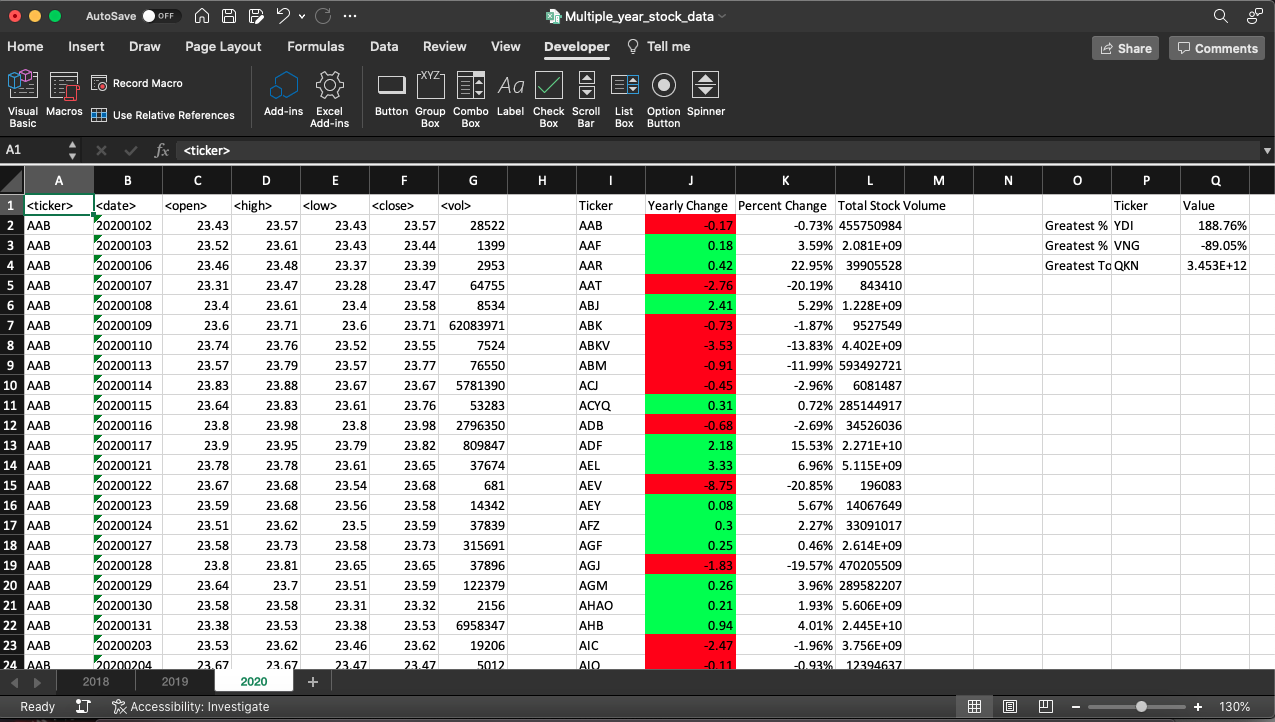 AutoSave OFF Multiple_year_stock_data
Home Insert Draw Page Layout Formulas Data Review View Developer Tell me Share Comments
Visual Basic Macros Record Macro Use Relative References Add-ins Excel Add-ins Button XYZ Group Box Combo Box Aa Label Check Box Scroll Bar List Box Option Button Spinner
A1 fx <ticker>
A B C D E F G H I J K L M N O P Q
1 <ticker> <date> <open> <high> <low> <close> <vol> Ticker Yearly Change Percent Change Total Stock Volume Ticker Value
2 AAB 20200102 23.43 23.57 23.43 23.57 28522 AAB -0.17 -0.73% 455750984 Greatest % YDI 188.76%
3 AAB 20200103 23.52 23.61 23.43 23.44 1399 AAF 0.18 3.59% 2.081E+09 Greatest % VNG -89.05%
4 AAB 20200106 23.46 23.48 23.37 23.39 2953 AAR 0.42 22.95% 39905528 Greatest To QKN 3.453E+12
5 AAB 20200107 23.31 23.47 23.28 23.47 64755 AAT -2.76 -20.19% 843410
6 AAB 20200108 23.4 23.61 23.4 23.58 8534 ABJ 2.41 5.29% 1.228E+09
7 AAB 20200109 23.6 23.71 23.6 23.71 62083971 ABK -0.73 -1.87% 9527549
8 AAB 20200110 23.74 23.76 23.52 23.55 7524 ABKV -3.53 -13.83% 4.402E+09
9 AAB 20200113 23.57 23.79 23.57 23.77 76550 ABM -0.91 -11.99% 593492721
10 AAB 20200114 23.83 23.88 23.67 23.67 5781390 ACJ -0.45 -2.96% 6081487
11 AAB 20200115 23.64 23.83 23.61 23.76 53283 ACYQ 0.31 0.72% 285144917
12 AAB 20200116 23.8 23.98 23.8 23.98 2796350 ADB -0.68 -2.69% 34526036
13 AAB 20200117 23.9 23.95 23.79 23.82 809847 ADF 2.18 15.53% 2.271E+10
14 AAB 20200121 23.78 23.78 23.61 23.65 37674 AEL 3.33 6.96% 5.115E+09
15 AAB 20200122 23.67 23.68 23.54 23.68 681 AEV -8.75 -20.85% 196083
16 AAB 20200123 23.59 23.68 23.56 23.58 14342 AEY 0.08 5.67% 14067649
17 AAB 20200124 23.51 23.62 23.5 23.59 37839 AFZ 0.3 2.27% 33091017
18 AAB 20200127 23.58 23.73 23.58 23.73 315691 AGF 0.25 0.46% 2.614E+09
19 AAB 20200128 23.8 23.81 23.65 23.65 37896 AGJ -1.83 -19.57% 470205509
20 AAB 20200129 23.64 23.7 23.51 23.59 122379 AGM 0.26 3.96% 289582207
21 AAB 20200130 23.58 23.58 23.31 23.32 2156 AHAO 0.21 1.93% 5.606E+09
22 AAB 20200131 23.38 23.53 23.38 23.53 6958347 AHB 0.94 4.01% 2.445E+10
23 AAB 20200203 23.53 23.62 23.46 23.62 19206 AIC -2.47 -1.96% 3.756E+09
24 AAB 20200204 23.67 23.67 23.47 23.47 5012 AIO -0.11 -0.93% 12394637
2018 2019 2020 +
Ready Accessibility: Investigate 130%